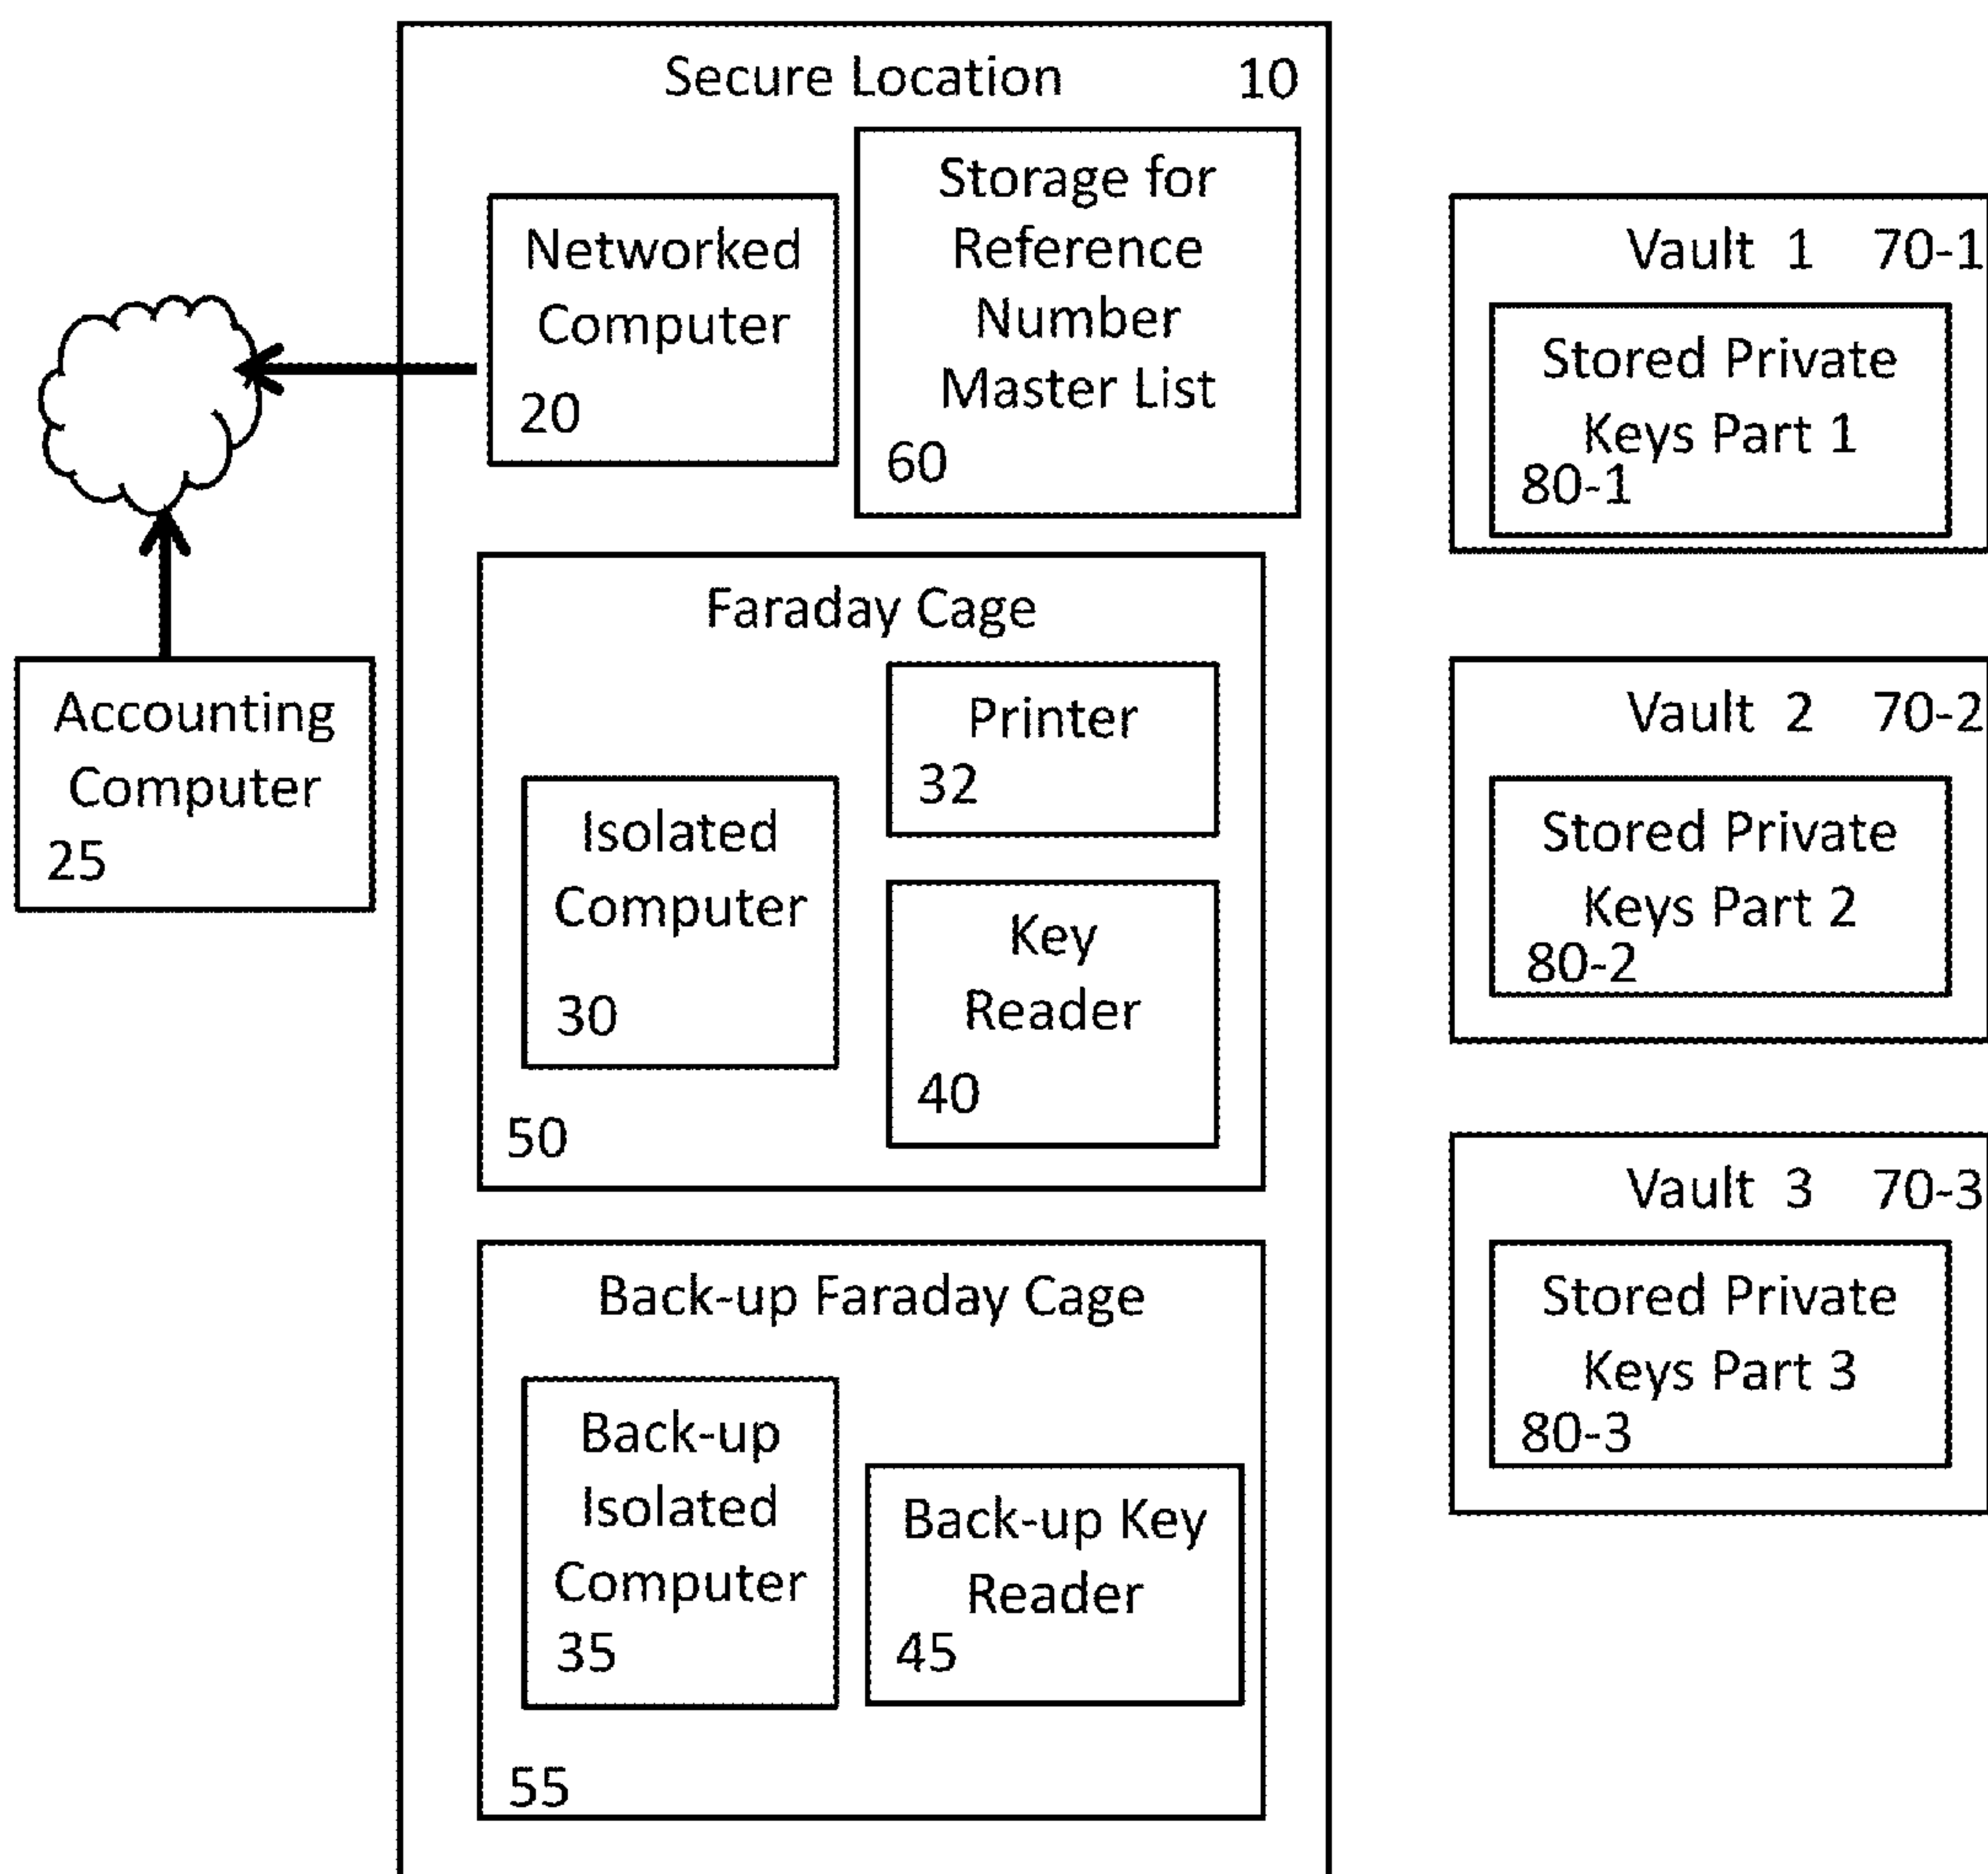 Secure Location 10
Networked
Computer
20
Storage for
Reference
Number
Master List
60
Accounting
Computer
25
Faraday Cage
Printer
32
Isolated
Computer
30
Key
Reader
40
50
Back-up Faraday Cage
Back-up
Isolated
Computer
35
Back-up Key
Reader
45
55
Vault 1 70-1
Stored Private
Keys Part 1
80-1
Vault 2 70-2
Stored Private
Keys Part 2
80-2
Vault 3 70-3
Stored Private
Keys Part 3
80-3